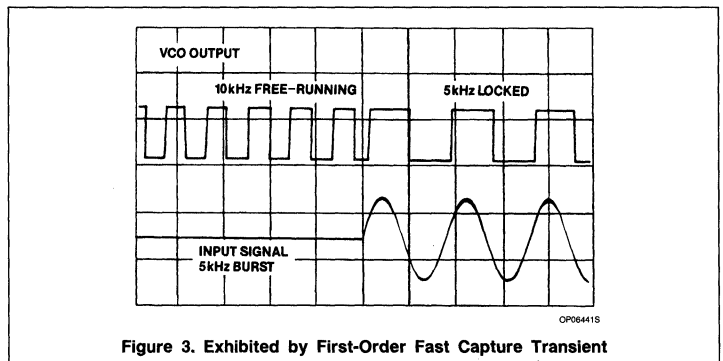 VCO OUTPUT
10kHz FREE-RUNNING 5kHz LOCKED
INPUT SIGNAL
5kHz BURST
OP06441S
Figure 3. Exhibited by First-Order Fast Capture Transient